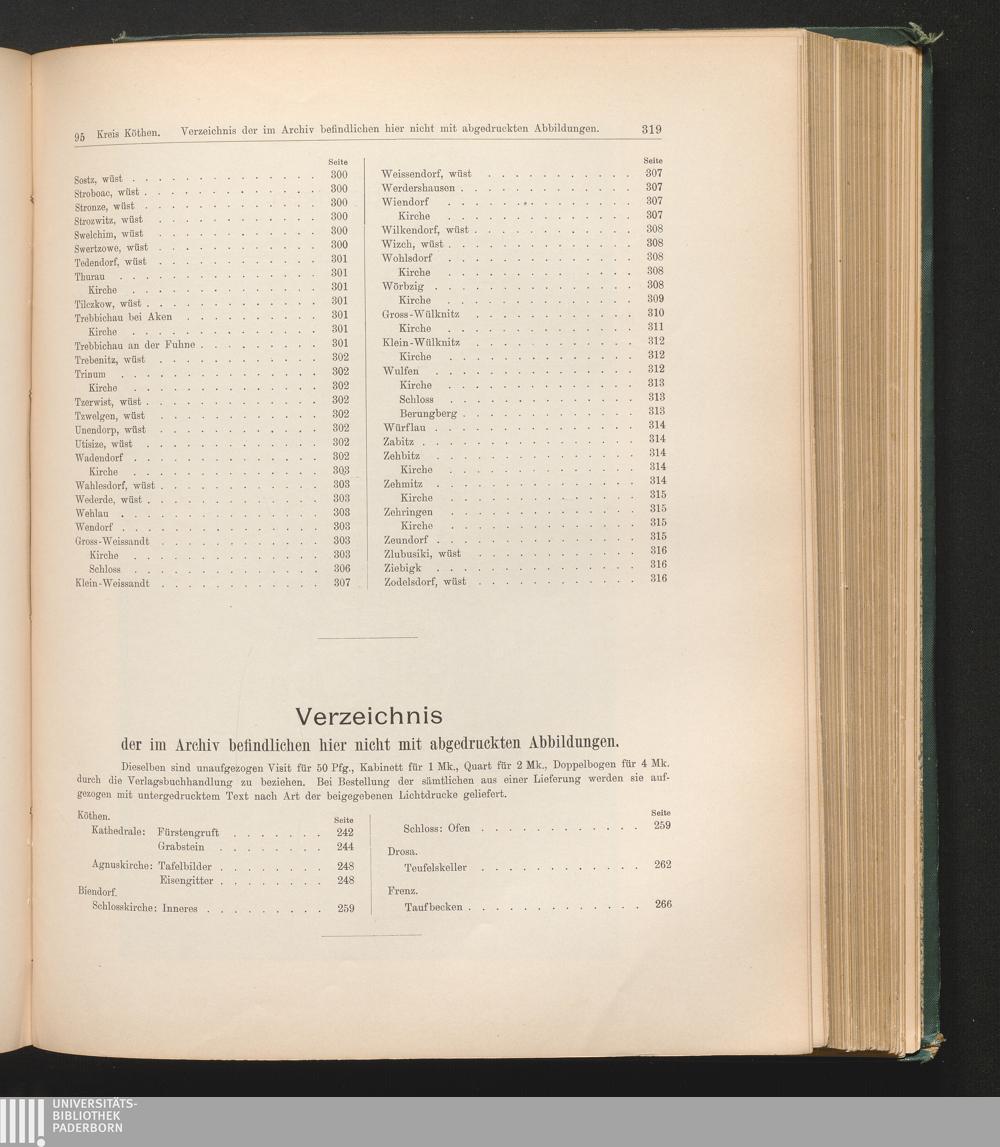 95 Kreis Köthen. Verzeichnis der im Archiv befindlichen hier nicht mit abgedruckten Abbildungen. 319
Seite
Sostz, wüst . . . . . . . . . . . . . . 300
Stroboac, wüst . . . . . . . . . . . . . 300
Stronze, wüst . . . . . . . . . . . . . 300
Strozwitz, wüst . . . . . . . . . . . . 300
Swelchim, wüst . . . . . . . . . . . . 300
Swertzowe, wüst . . . . . . . . . . . . 300
Tedendorf, wüst . . . . . . . . . . . . 301
Thurau . . . . . . . . . . . . . . . 301
Kirche . . . . . . . . . . . . . . 301
Tilczkow, wüst . . . . . . . . . . . . . 301
Trebbichau bei Aken . . . . . . . . . . 301
Kirche . . . . . . . . . . . . . . 301
Trebbichau an der Fuhne . . . . . . . . . 301
Trebenitz, wüst . . . . . . . . . . . . 302
Trinum . . . . . . . . . . . . . . . 302
Kirche . . . . . . . . . . . . . . 302
Tzerwist, wüst . . . . . . . . . . . . . 302
Tzwelgen, wüst . . . . . . . . . . . . 302
Unendorp, wüst . . . . . . . . . . . . 302
Utisize, wüst . . . . . . . . . . . . . 302
Wadendorf . . . . . . . . . . . . . . 302
Kirche . . . . . . . . . . . . . . 303
Wahlesdorf, wüst . . . . . . . . . . . . 303
Wederde, wüst . . . . . . . . . . . . . 303
Wehlau . . . . . . . . . . . . . . . 303
Wendorf . . . . . . . . . . . . . . . 303
Gross-Weissandt . . . . . . . . . . . . 303
Kirche . . . . . . . . . . . . . . 303
Schloss . . . . . . . . . . . . . . 306
Klein-Weissandt . . . . . . . . . . . . 307
Seite
Weissendorf, wüst . . . . . . . . . . . 307
Werdershausen . . . . . . . . . . . . . 307
Wiendorf . . . . . . . . . . . . . . 307
Kirche . . . . . . . . . . . . . . 307
Wilkendorf, wüst . . . . . . . . . . . . 308
Wizch, wüst . . . . . . . . . . . . . . 308
Wohlsdorf . . . . . . . . . . . . . . 308
Kirche . . . . . . . . . . . . . . 308
Wörbzig . . . . . . . . . . . . . . . 308
Kirche . . . . . . . . . . . . . . 309
Gross-Wülknitz . . . . . . . . . . . . 310
Kirche . . . . . . . . . . . . . . 311
Klein-Wülknitz . . . . . . . . . . . . 312
Kirche . . . . . . . . . . . . . . 312
Wulfen . . . . . . . . . . . . . . . 312
Kirche . . . . . . . . . . . . . . 313
Schloss . . . . . . . . . . . . . . 313
Berungberg . . . . . . . . . . . . . 313
Würflau . . . . . . . . . . . . . . . 314
Zabitz . . . . . . . . . . . . . . . . 314
Zehbitz . . . . . . . . . . . . . . . 314
Kirche . . . . . . . . . . . . . . 314
Zehmitz . . . . . . . . . . . . . . . 314
Kirche . . . . . . . . . . . . . . 315
Zehringen . . . . . . . . . . . . . . 315
Kirche . . . . . . . . . . . . . . 315
Zeundorf . . . . . . . . . . . . . . . 315
Zlubusiki, wüst . . . . . . . . . . . . 316
Ziebigk . . . . . . . . . . . . . . . 316
Zodelsdorf, wüst . . . . . . . . . . . . 316
Verzeichnis
der im Archiv befindlichen hier nicht mit abgedruckten Abbildungen.
Dieselben sind unaufgezogen Visit für 50 Pfg., Kabinett für 1 Mk., Quart für 2 Mk., Doppelbogen für 4 Mk.
durch die Verlagsbuchhandlung zu beziehen. Bei Bestellung der sämtlichen aus einer Lieferung werden sie auf-
gezogen mit untergedrucktem Text nach Art der beigegebenen Lichtdrucke geliefert.
Köthen. Seite
Kathedrale: Fürstengruft . . . . . . . 242
Grabstein . . . . . . . . 244
Agnuskirche: Tafelbilder . . . . . . . . 248
Eisengitter . . . . . . . . 248
Biendorf.
Schlosskirche: Inneres . . . . . . . . . 259
Seite
Schloss: Ofen . . . . . . . . . . . . 259
Drosa.
Teufelskeller . . . . . . . . . . . . 262
Frenz.
Taufbecken . . . . . . . . . . . . . 266
UNIVERSITÄTS-
BIBLIOTHEK
PADERBORN